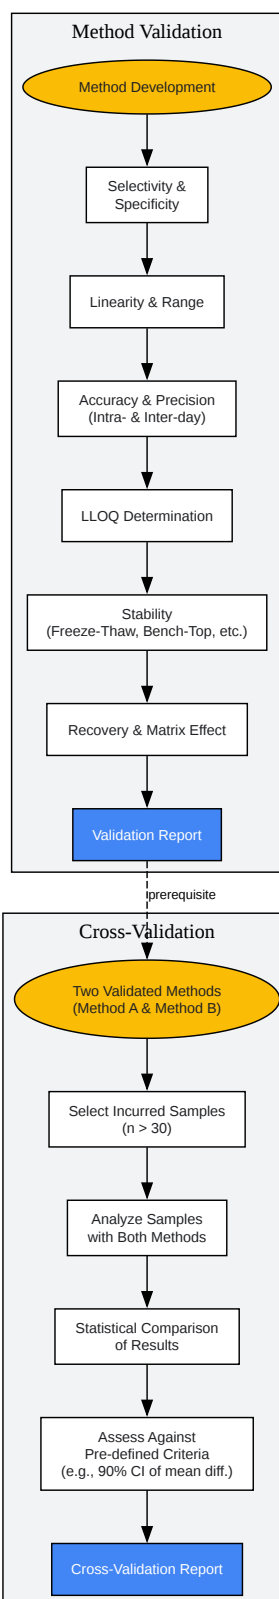 Method Validation
Method Development
Selectivity &
Specificity
Linearity & Range
Accuracy & Precision
(Intra- & Inter-day)
LLOQ Determination
Stability
(Freeze-Thaw, Bench-Top, etc.)
Recovery & Matrix Effect
Validation Report
prerequisite
Cross-Validation
Two Validated Methods
(Method A & Method B)
Select Incurred Samples
(n > 30)
Analyze Samples
with Both Methods
Statistical Comparison
of Results
Assess Against
Pre-defined Criteria
(e.g., 90% CI of mean diff.)
Cross-Validation Report